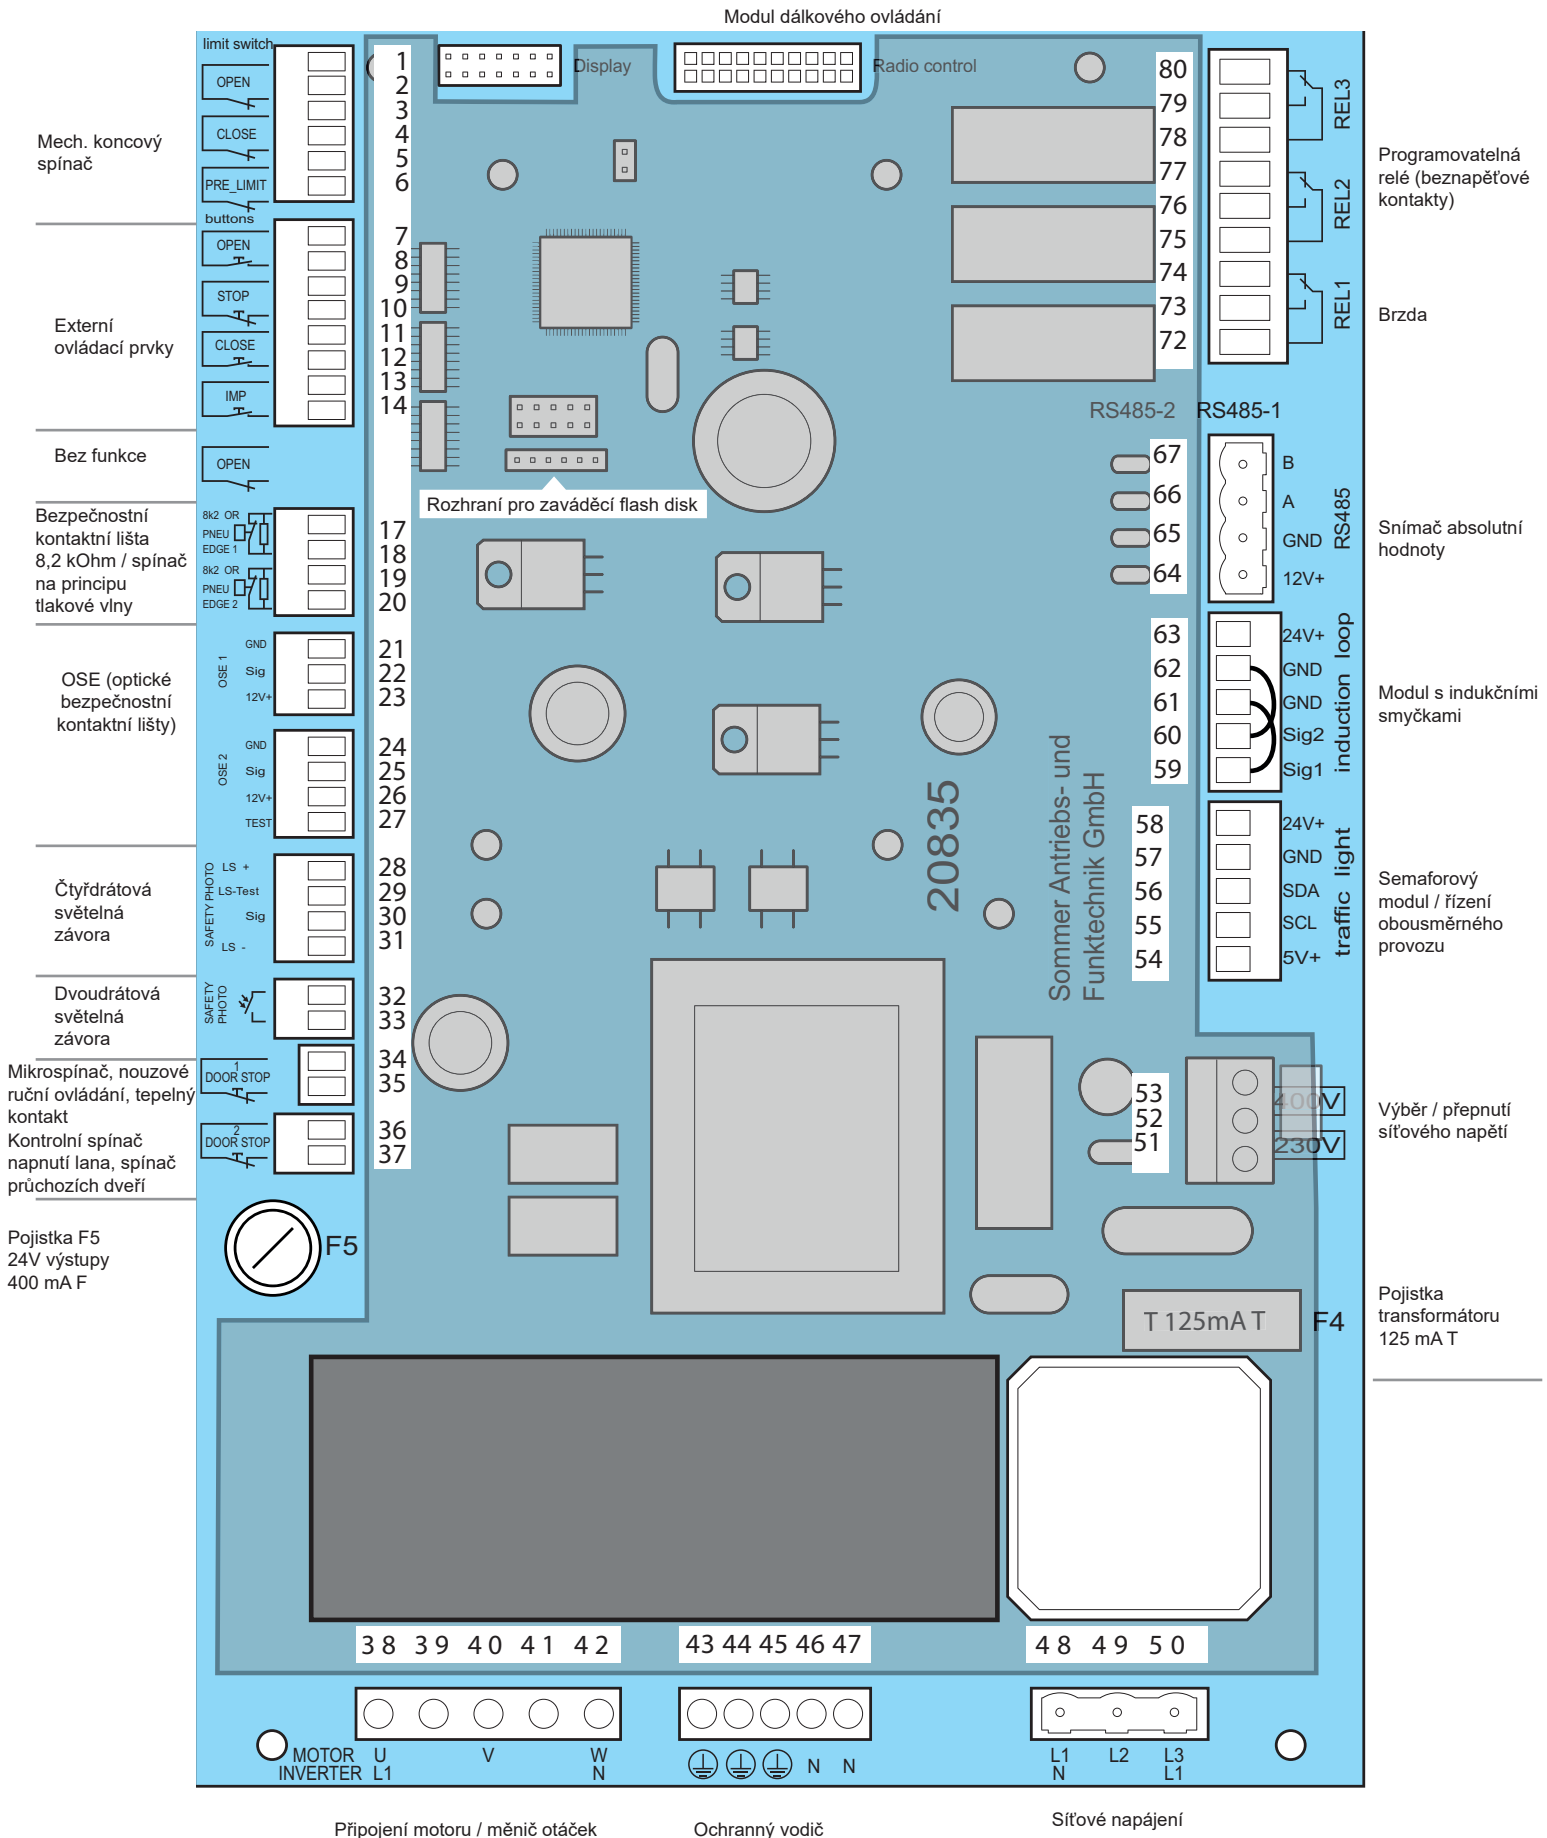 Modul dálkového ovládání
limit switch
OPEN
CLOSE
PRE_LIMIT
Mech. koncový
spínač
1
2
3
4
5
6
Display
Radio control
80
79
78
77
76
75
74
73
72
REL3
REL2
REL1
Programovatelná
relé (beznapěťové
kontakty)
Brzda
buttons
OPEN
STOP
CLOSE
IMP
Externí
ovládací prvky
7
8
9
10
11
12
13
14
Bez funkce
OPEN
Rozhraní pro zaváděcí flash disk
RS485-2
RS485-1
67
66
65
64
B
A
GND
12V+
RS485
Snímač absolutní
hodnoty
Bezpečnostní
kontaktní lišta
8,2 kOhm / spínač
na principu
tlakové vlny
8k2 OR
PNEU
EDGE 1
8k2 OR
PNEU
EDGE 2
17
18
19
20
OSE (optické
bezpečnostní
kontaktní lišty)
OSE 1
GND
Sig
12V+
21
22
23
OSE 2
GND
Sig
12V+
TEST
24
25
26
27
63
62
61
60
59
24V+
GND
GND
Sig2
Sig1
induction loop
Modul s indukčními
smyčkami
20835
Sommer Antriebs- und
Funktechnik GmbH
58
57
56
55
54
24V+
GND
SDA
SCL
5V+
traffic light
Semaforový
modul / řízení
obousměrného
provozu
Čtyřdrátová
světelná
závora
SAFETY PHOTO
LS +
LS-Test
Sig
LS -
28
29
30
31
Dvoudrátová
světelná
závora
SAFETY
PHOTO
32
33
Mikrospínač, nouzové
ruční ovládání, tepelný
kontakt
1
DOOR STOP
34
35
Kontrolní spínač
napnutí lana, spínač
průchozích dveří
2
DOOR STOP
36
37
53
52
51
400V
230V
Výběr / přepnutí
síťového napětí
Pojistka F5
24V výstupy
400 mA F
F5
T 125mA T
F4
Pojistka
transformátoru
125 mA T
38 39 40 41 42
43 44 45 46 47
48 49 50
MOTOR U V W
INVERTER L1 N
N N
L1 L2 L3
N L1
Připojení motoru / měnič otáček
Ochranný vodič
Síťové napájení